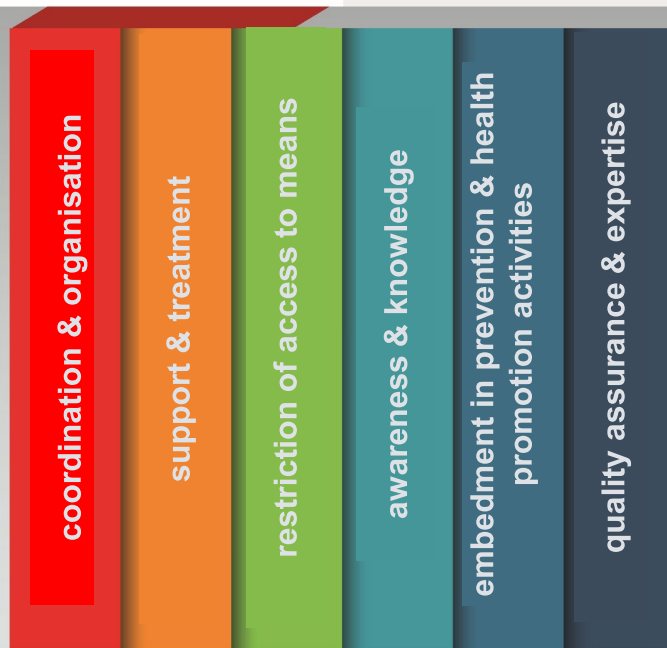 coordination & organisation
support & treatment
restriction of access to means
awareness & knowledge
embedment in prevention & health
promotion activities
quality assurance & expertise